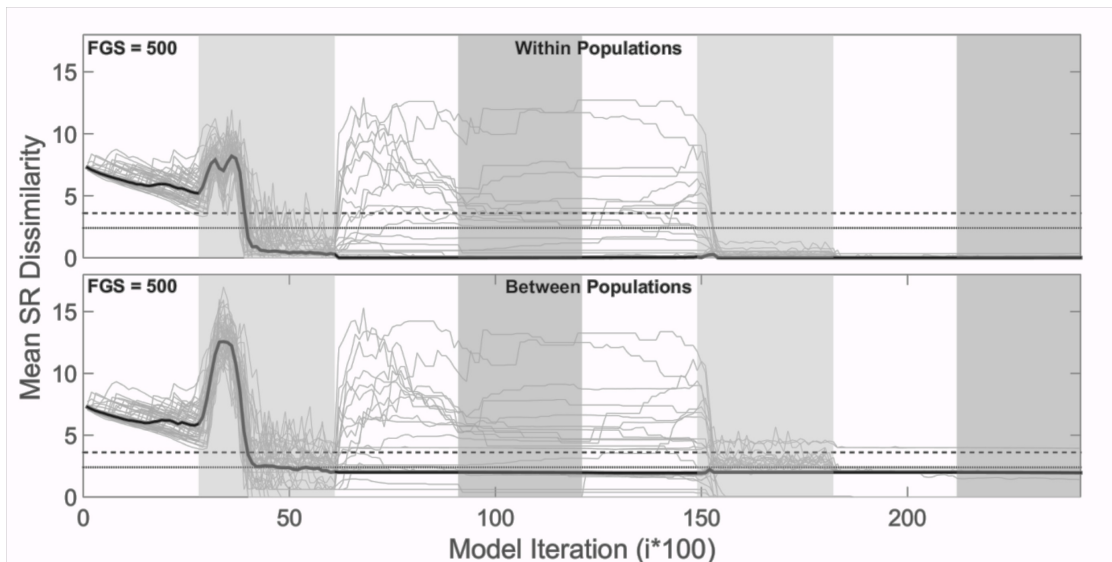 FGS = 500
Within Populations
15
10
5
0
Mean SR Dissimilarity
FGS = 500
Between Populations
15
10
5
0
0 50 100 150 200
Model Iteration (i*100)